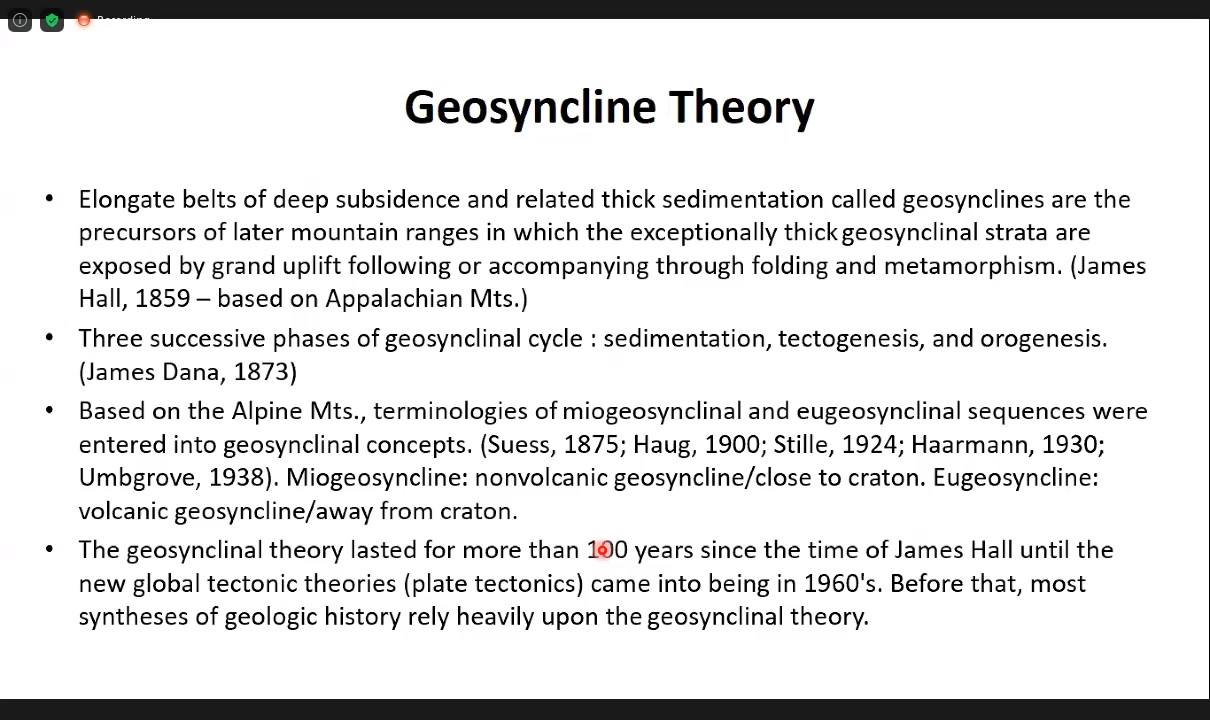 Recording
Geosyncline Theory
• Elongate belts of deep subsidence and related thick sedimentation called geosynclines are the
precursors of later mountain ranges in which the exceptionally thick geosynclinal strata are
exposed by grand uplift following or accompanying through folding and metamorphism. (James
Hall, 1859 – based on Appalachian Mts.)
• Three successive phases of geosynclinal cycle : sedimentation, tectogenesis, and orogenesis.
(James Dana, 1873)
• Based on the Alpine Mts., terminologies of miogeosynclinal and eugeosynclinal sequences were
entered into geosynclinal concepts. (Suess, 1875; Haug, 1900; Stille, 1924; Haarmann, 1930;
Umbgrove, 1938). Miogeosyncline: nonvolcanic geosyncline/close to craton. Eugeosyncline:
volcanic geosyncline/away from craton.
• The geosynclinal theory lasted for more than 100 years since the time of James Hall until the
new global tectonic theories (plate tectonics) came into being in 1960's. Before that, most
syntheses of geologic history rely heavily upon the geosynclinal theory.